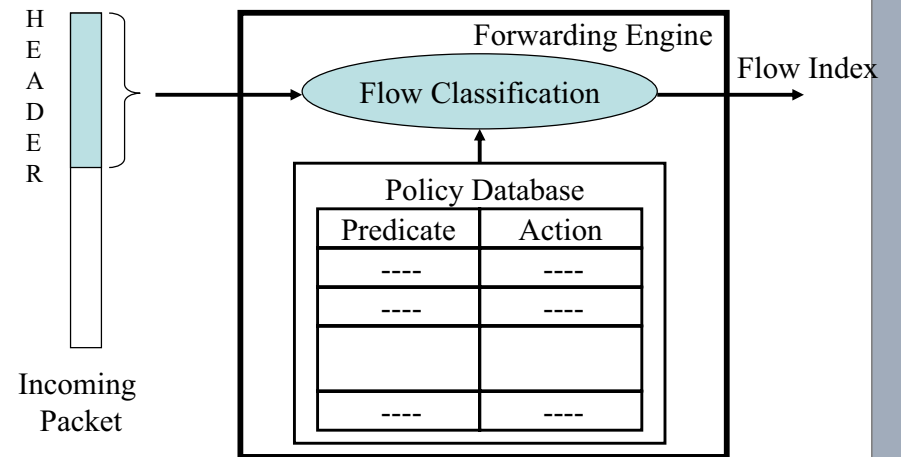 H
E
A
D
E
R
Forwarding Engine
Flow Index
Flow Classification
Policy Database
Predicate Action
---- ----
---- ----
---- ----
Incoming
Packet